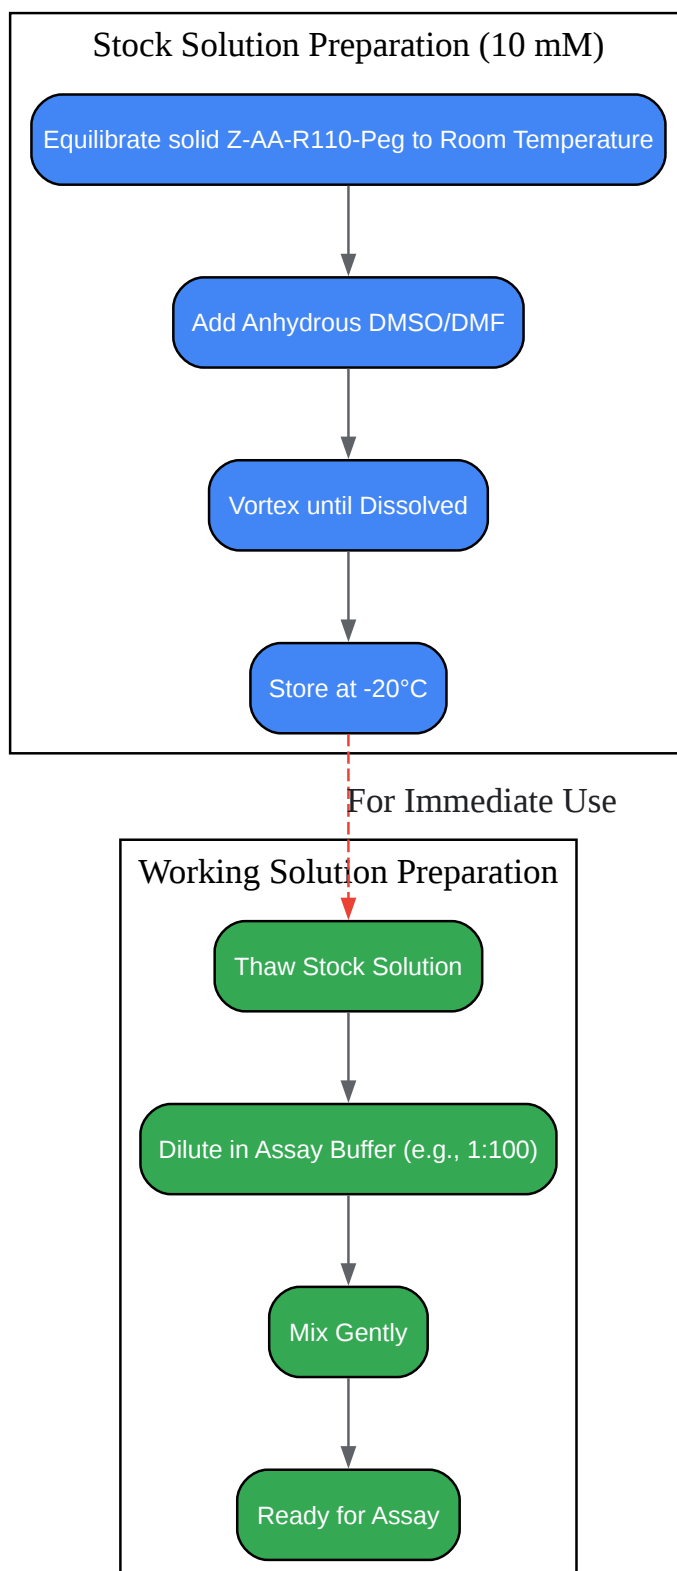 Stock Solution Preparation (10 mM)
Equilibrate solid Z-AA-R110-Peg to Room Temperature
Add Anhydrous DMSO/DMF
Vortex until Dissolved
Store at -20°C
For Immediate Use
Working Solution Preparation
Thaw Stock Solution
Dilute in Assay Buffer (e.g., 1:100)
Mix Gently
Ready for Assay